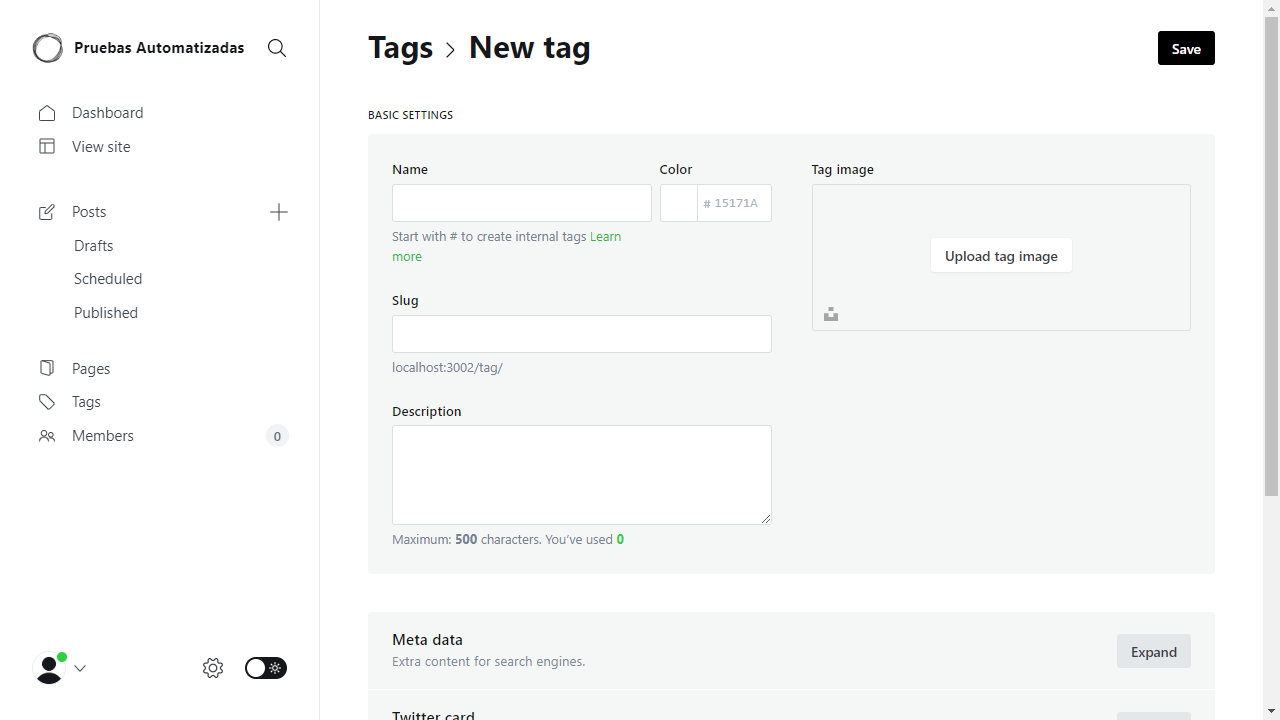 Pruebas Automatizadas
Dashboard
View site
Posts
Drafts
Scheduled
Published
Pages
Tags
Members
0
Tags > New tag
Save
BASIC SETTINGS
Name
Color
# 15171A
Start with # to create internal tags Learn
more
Slug
localhost:3002/tag/
Description
Maximum: 500 characters. You've used 0
Tag image
Upload tag image
Meta data
Extra content for search engines.
Expand
Twitter card